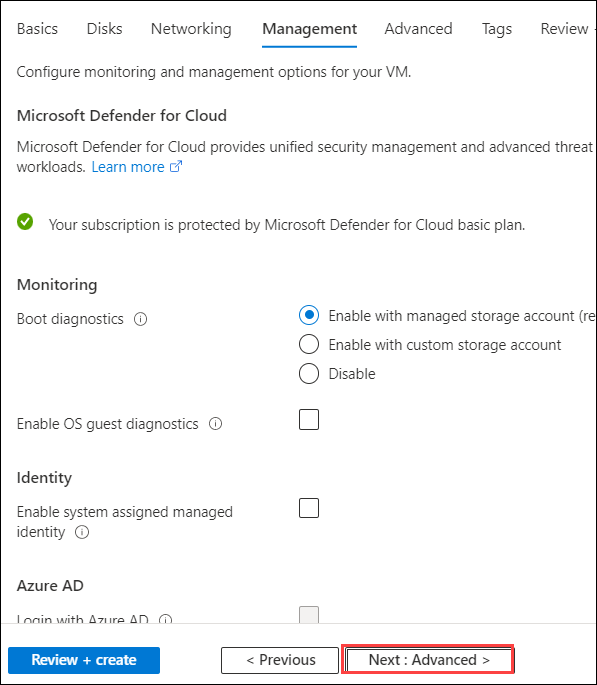 Basics Disks Networking Management Advanced Tags Review
Configure monitoring and management options for your VM.
Microsoft Defender for Cloud
Microsoft Defender for Cloud provides unified security management and advanced threat
workloads. Learn more
Your subscription is protected by Microsoft Defender for Cloud basic plan.
Monitoring
Boot diagnostics
Enable with managed storage account (re
Enable with custom storage account
Disable
Enable OS guest diagnostics
Identity
Enable system assigned managed
identity
Azure AD
Login with Azure AD
Review + create
< Previous
Next : Advanced >